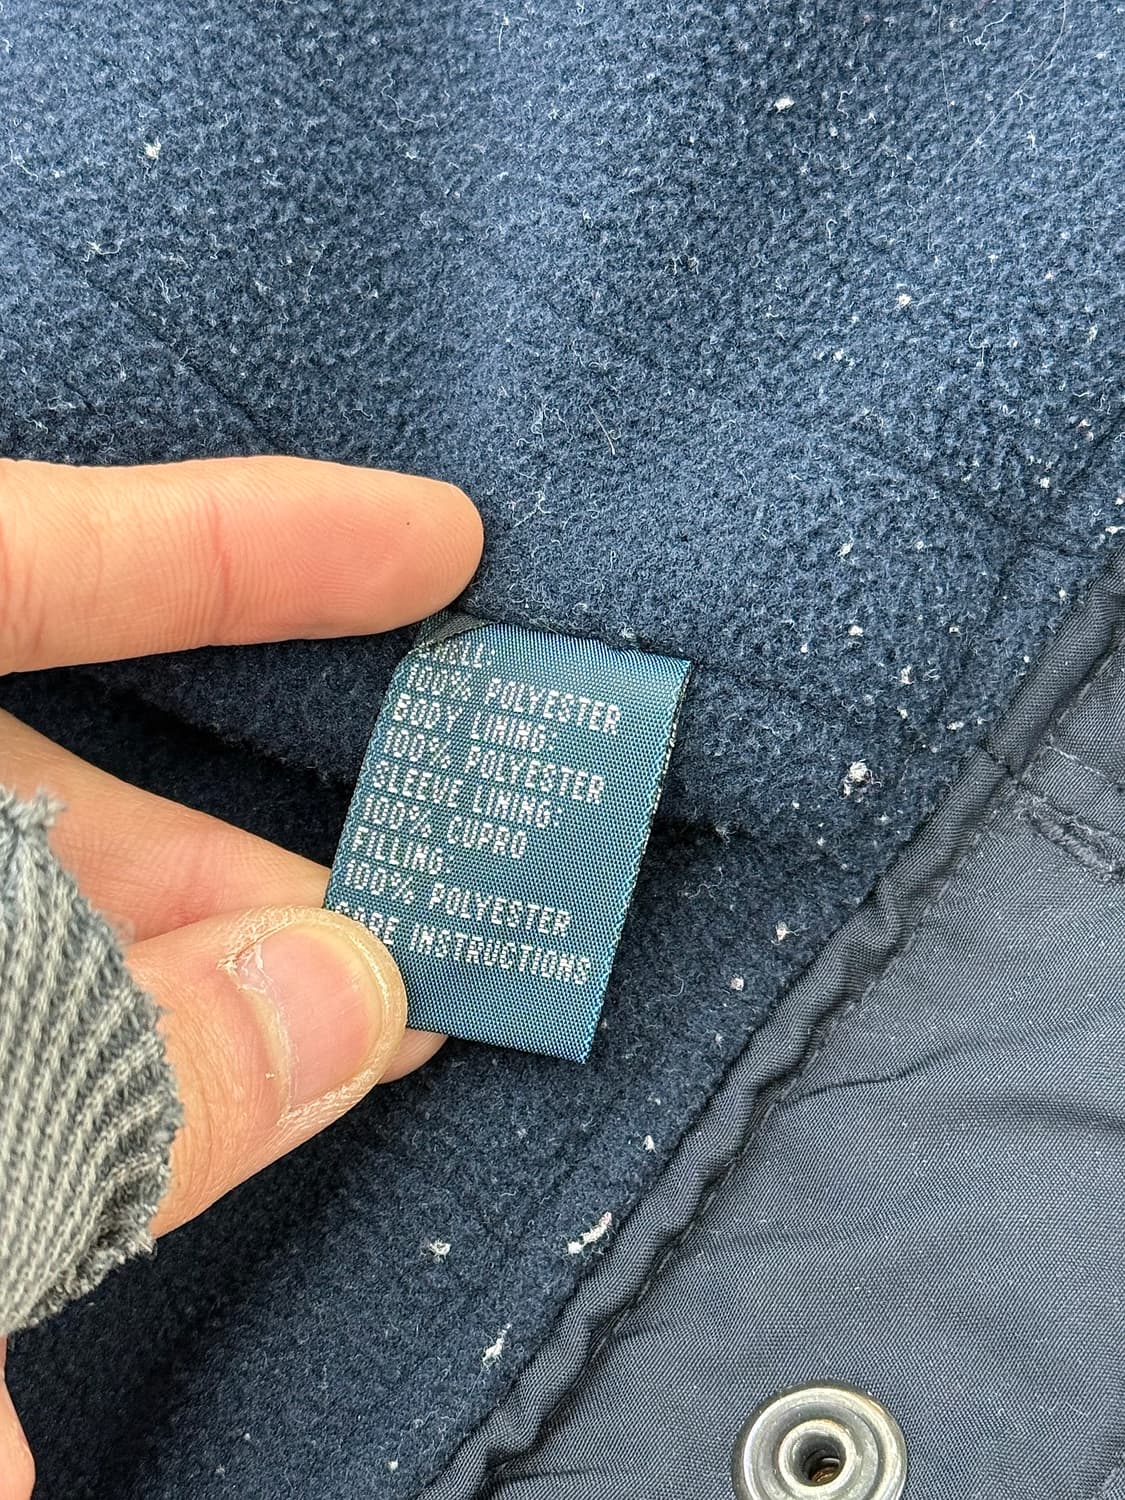 SHELL:
100% POLYESTER
BODY LINING:
100% POLYESTER
SLEEVE LINING:
100% CUPRO
FILLING:
100% POLYESTER
CARE INSTRUCTIONS